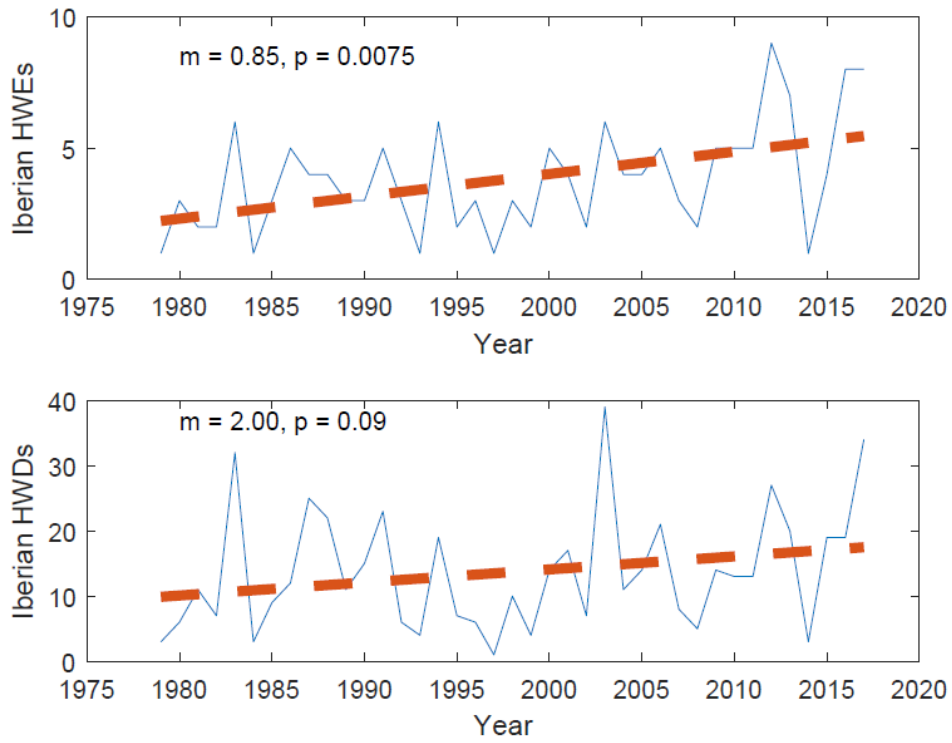 10
m = 0.85, p = 0.0075
Iberian HWEs
5
0
1975 1980 1985 1990 1995 2000 2005 2010 2015 2020
Year
40
m = 2.00, p = 0.09
30
Iberian HWDs
20
10
0
1975 1980 1985 1990 1995 2000 2005 2010 2015 2020
Year